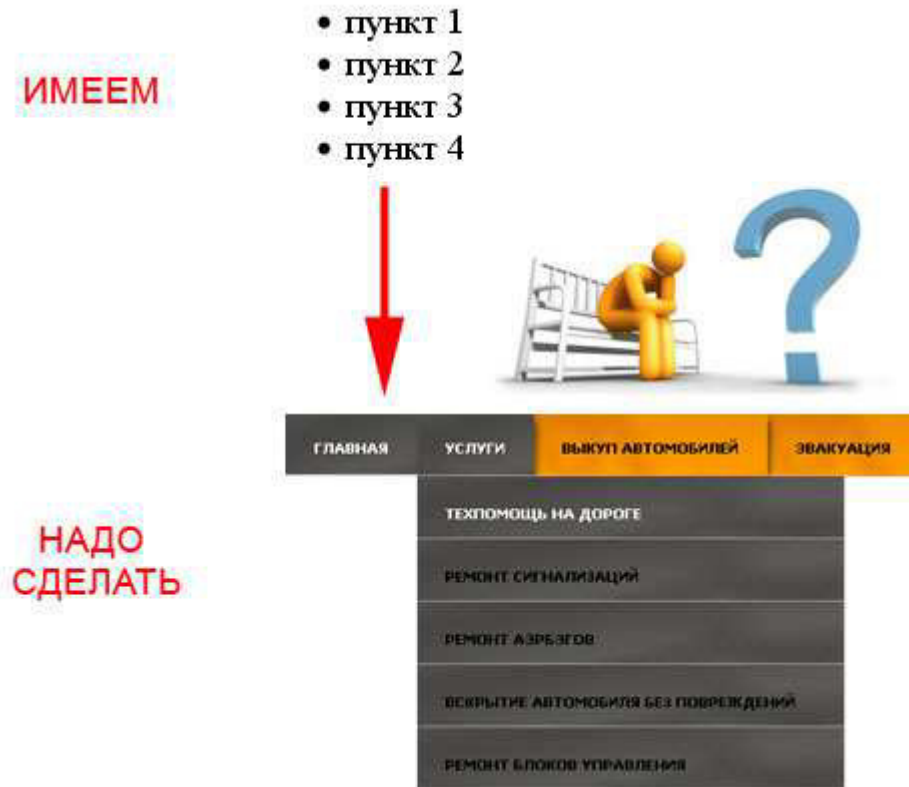 • пункт 1
• пункт 2
ИМЕЕМ
• пункт 3
• пункт 4
?
ГЛАВНАЯ УСЛУГИ ВЫКУП АВТОМОБИЛЕЙ ЭВАКУАЦИЯ
ТЕХПОМОЩЬ НА ДОРОГЕ
НАДО
СДЕЛАТЬ
РЕМОНТ СИГНАЛИЗАЦИЙ
РЕМОНТ АЭРБЭГОВ
ВСКРЫТИЕ АВТОМОБИЛЯ БЕЗ ПОВРЕЖДЕНИЙ
РЕМОНТ БЛОКОВ УПРАВЛЕНИЯ